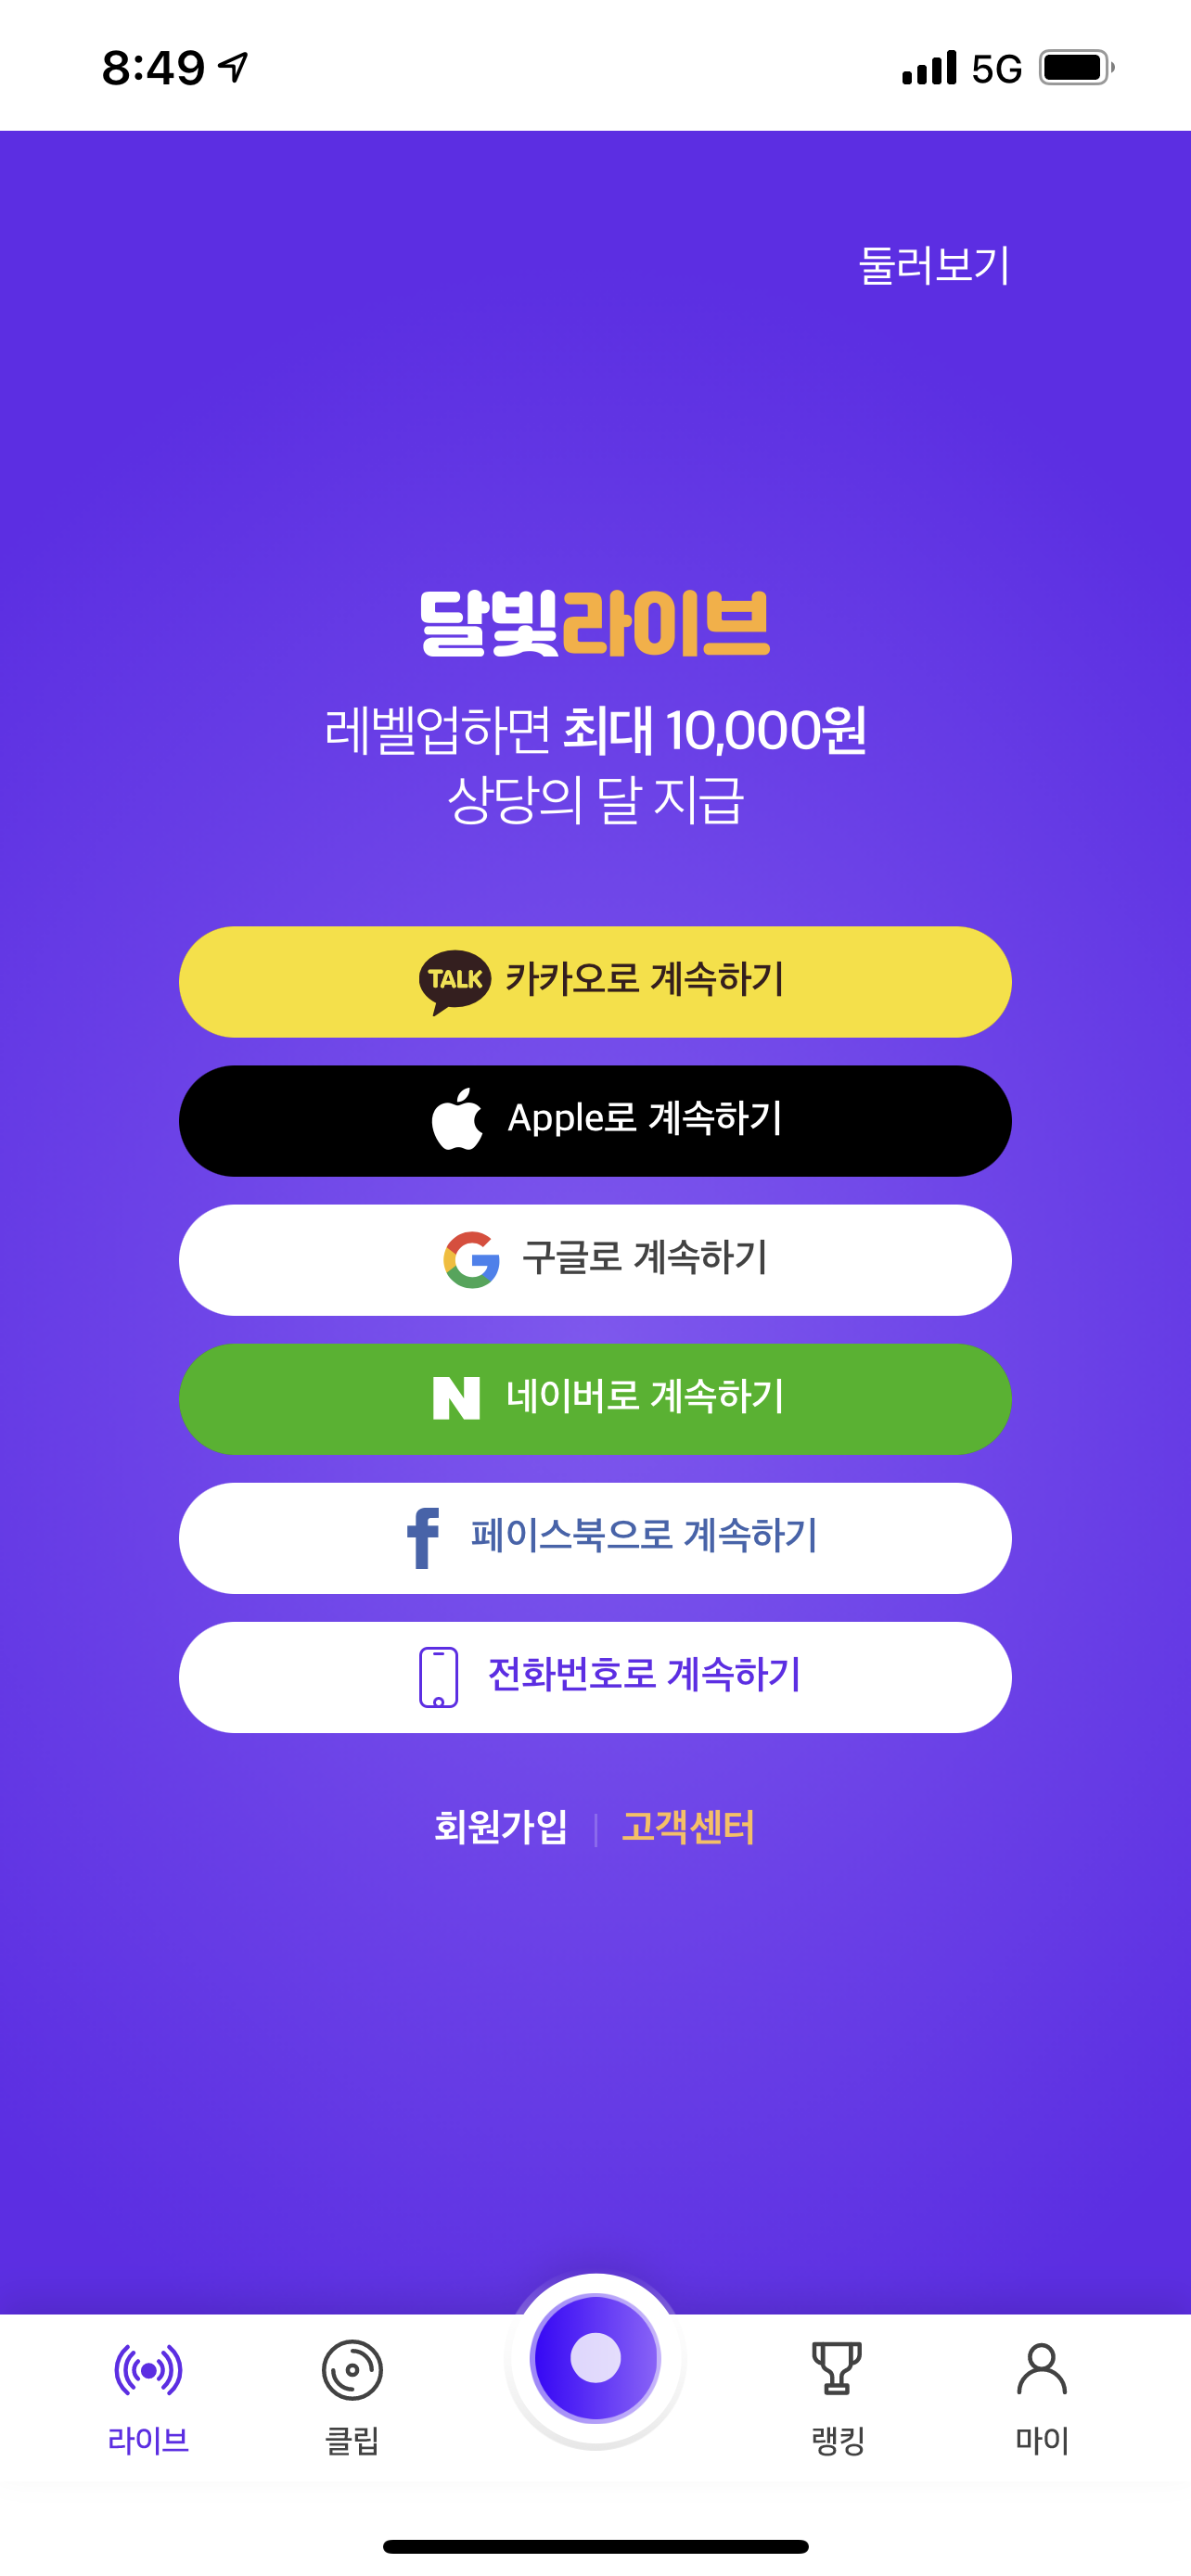 8:49 5G
둘러보기
달빛라이브
레벨업하면 최대 10,000원
상당의 달 지급
TALK 카카오로 계속하기
Apple로 계속하기
구글로 계속하기
네이버로 계속하기
페이스북으로 계속하기
전화번호로 계속하기
회원가입 | 고객센터
라이브 클립 랭킹 마이